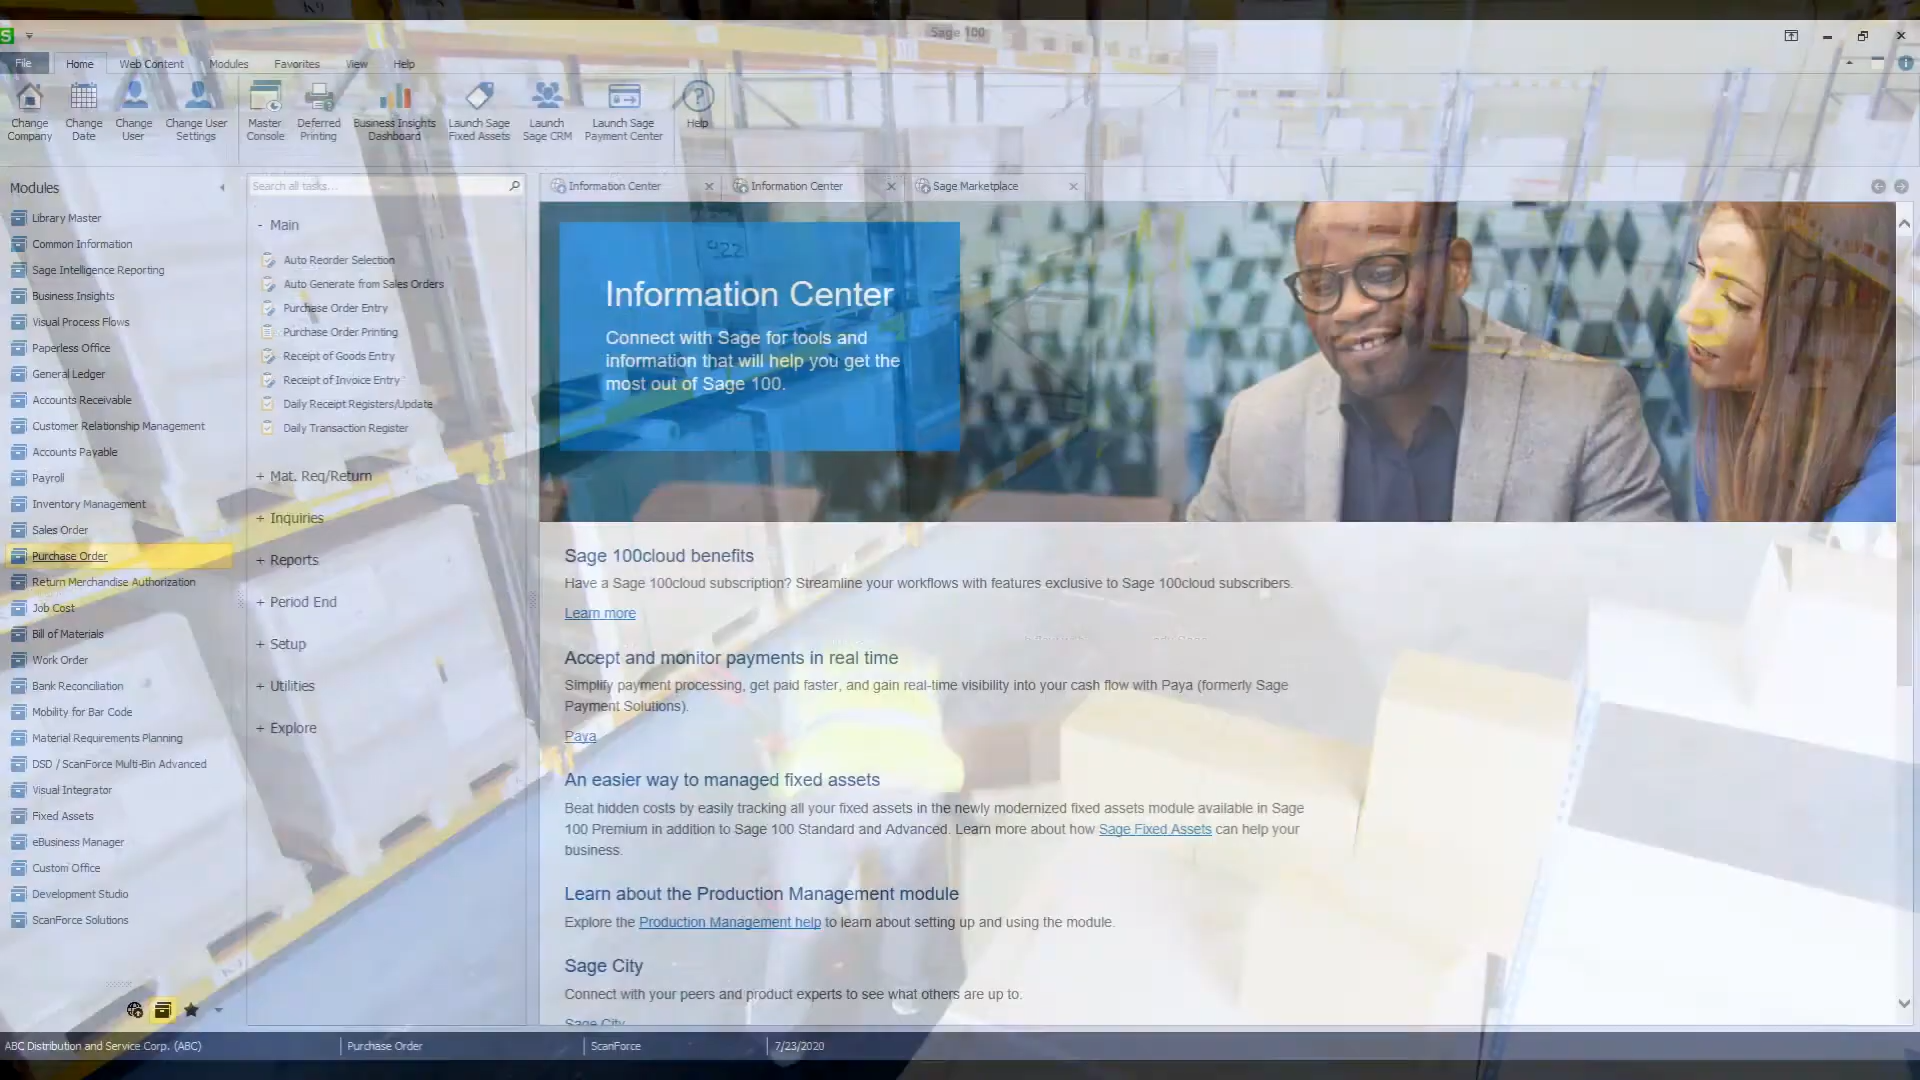 Sage 100
File Home Web Content Modules Favorites View Help
Change Company
Change Date
Change User
Change User Settings
Master Console
Deferred Printing
Business Insights Dashboard
Launch Sage Fixed Assets
Launch Sage CRM
Launch Sage Payment Center
Help
Modules
Library Master
Common Information
Sage Intelligence Reporting
Business Insights
Visual Process Flows
Paperless Office
General Ledger
Accounts Receivable
Customer Relationship Management
Accounts Payable
Payroll
Inventory Management
Sales Order
Purchase Order
Return Merchandise Authorization
Job Cost
Bill of Materials
Work Order
Bank Reconciliation
Mobility for Bar Code
Material Requirements Planning
DSD / ScanForce Multi-Bin Advanced
Visual Integrator
Fixed Assets
eBusiness Manager
Custom Office
Development Studio
ScanForce Solutions
Search all tasks...
- Main
Auto Reorder Selection
Auto Generate from Sales Orders
Purchase Order Entry
Purchase Order Printing
Receipt of Goods Entry
Receipt of Invoice Entry
Daily Receipt Registers/Update
Daily Transaction Register
+ Mat. Req/Return
+ Inquiries
+ Reports
+ Period End
+ Setup
+ Utilities
+ Explore
Information Center
Information Center
Sage Marketplace
922
Information Center
Connect with Sage for tools and
information that will help you get the
most out of Sage 100.
Sage 100cloud benefits
Have a Sage 100cloud subscription? Streamline your workflows with features exclusive to Sage 100cloud subscribers.
Learn more
Accept and monitor payments in real time
Simplify payment processing, get paid faster, and gain real-time visibility into your cash flow with Paya (formerly Sage
Payment Solutions).
Paya
An easier way to managed fixed assets
Beat hidden costs by easily tracking all your fixed assets in the newly modernized fixed assets module available in Sage
100 Premium in addition to Sage 100 Standard and Advanced. Learn more about how Sage Fixed Assets can help your
business.
Learn about the Production Management module
Explore the Production Management help to learn about setting up and using the module.
Sage City
Connect with your peers and product experts to see what others are up to.
Sage City
ABC Distribution and Service Corp. (ABC)
Purchase Order
ScanForce
7/23/2020